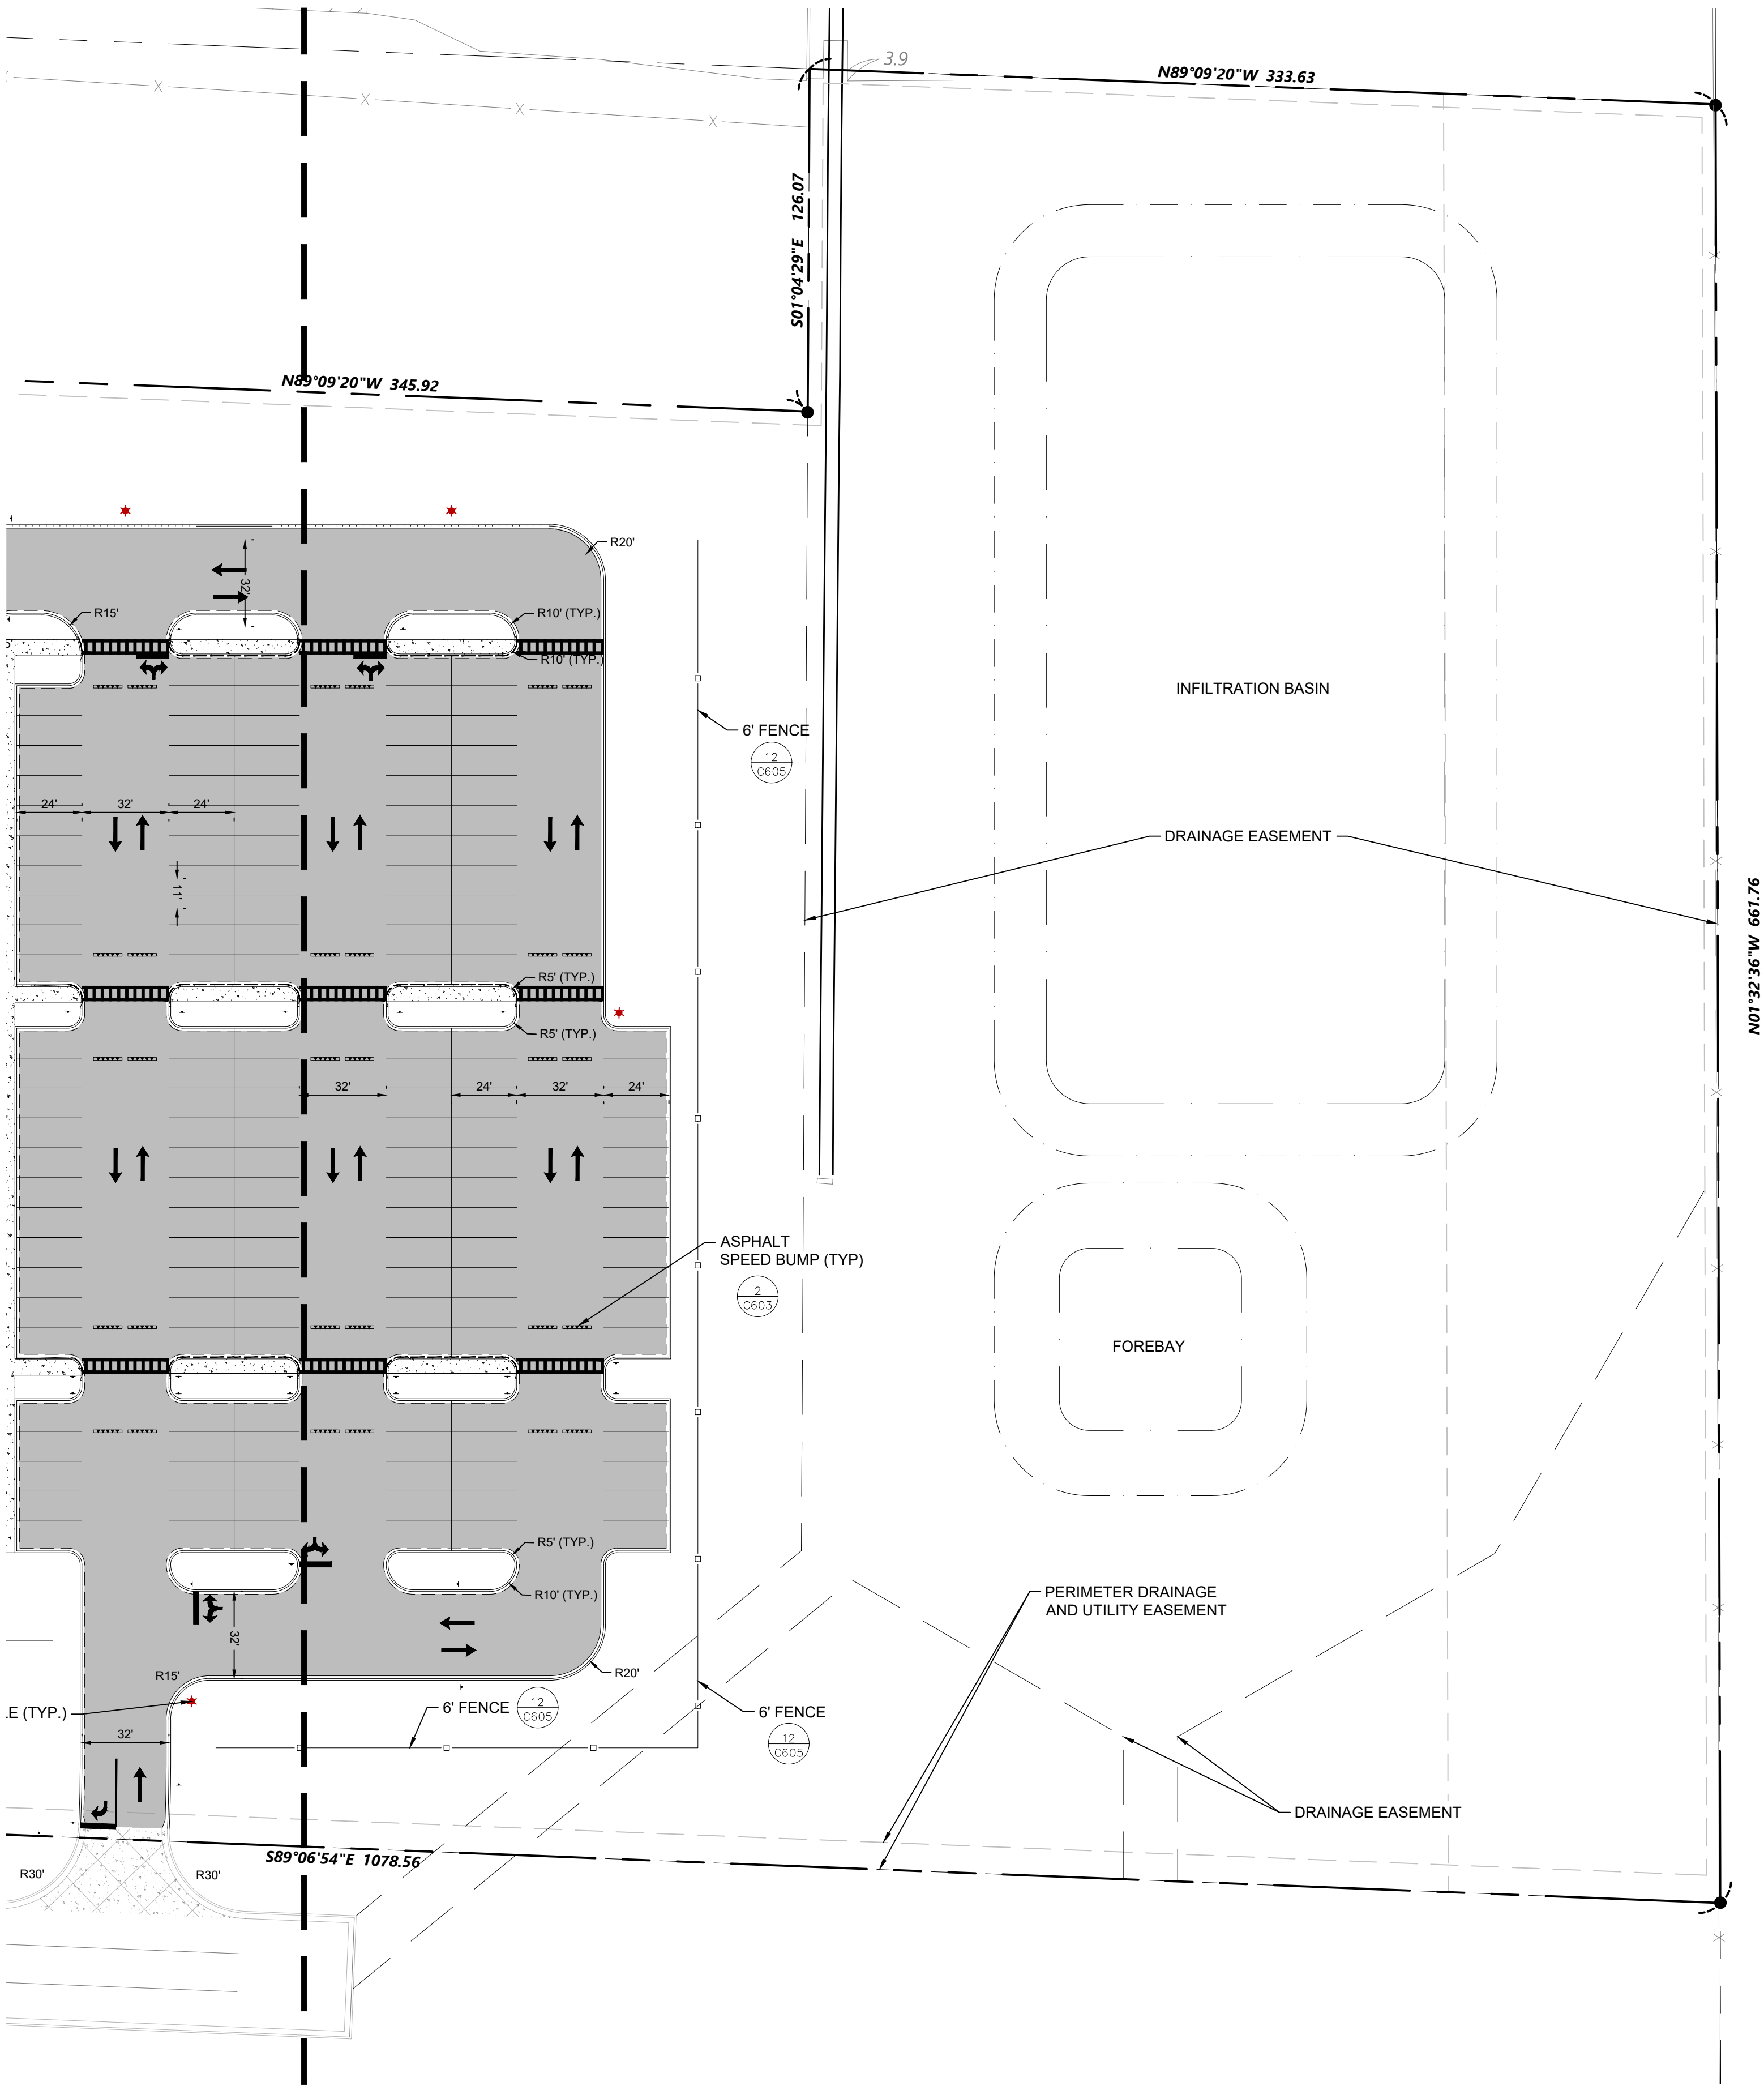 3.9
N89°09'20"W 333.63
S01°04'29"E 126.07
N89°09'20"W 345.92
R20'
32'
R15'
R10' (TYP.)
R10' (TYP.)
INFILTRATION BASIN
6' FENCE
12
C605
24'
32'
24'
DRAINAGE EASEMENT
11'
N01°32'36"W 661.76
R5' (TYP.)
R5' (TYP.)
32'
24'
32'
24'
ASPHALT
SPEED BUMP (TYP)
2
C603
FOREBAY
R5' (TYP.)
R10' (TYP.)
PERIMETER DRAINAGE
AND UTILITY EASEMENT
32'
R15'
R20'
LE (TYP.)
6' FENCE
12
C605
6' FENCE
12
C605
32'
DRAINAGE EASEMENT
S89°06'54"E 1078.56
R30'
R30'